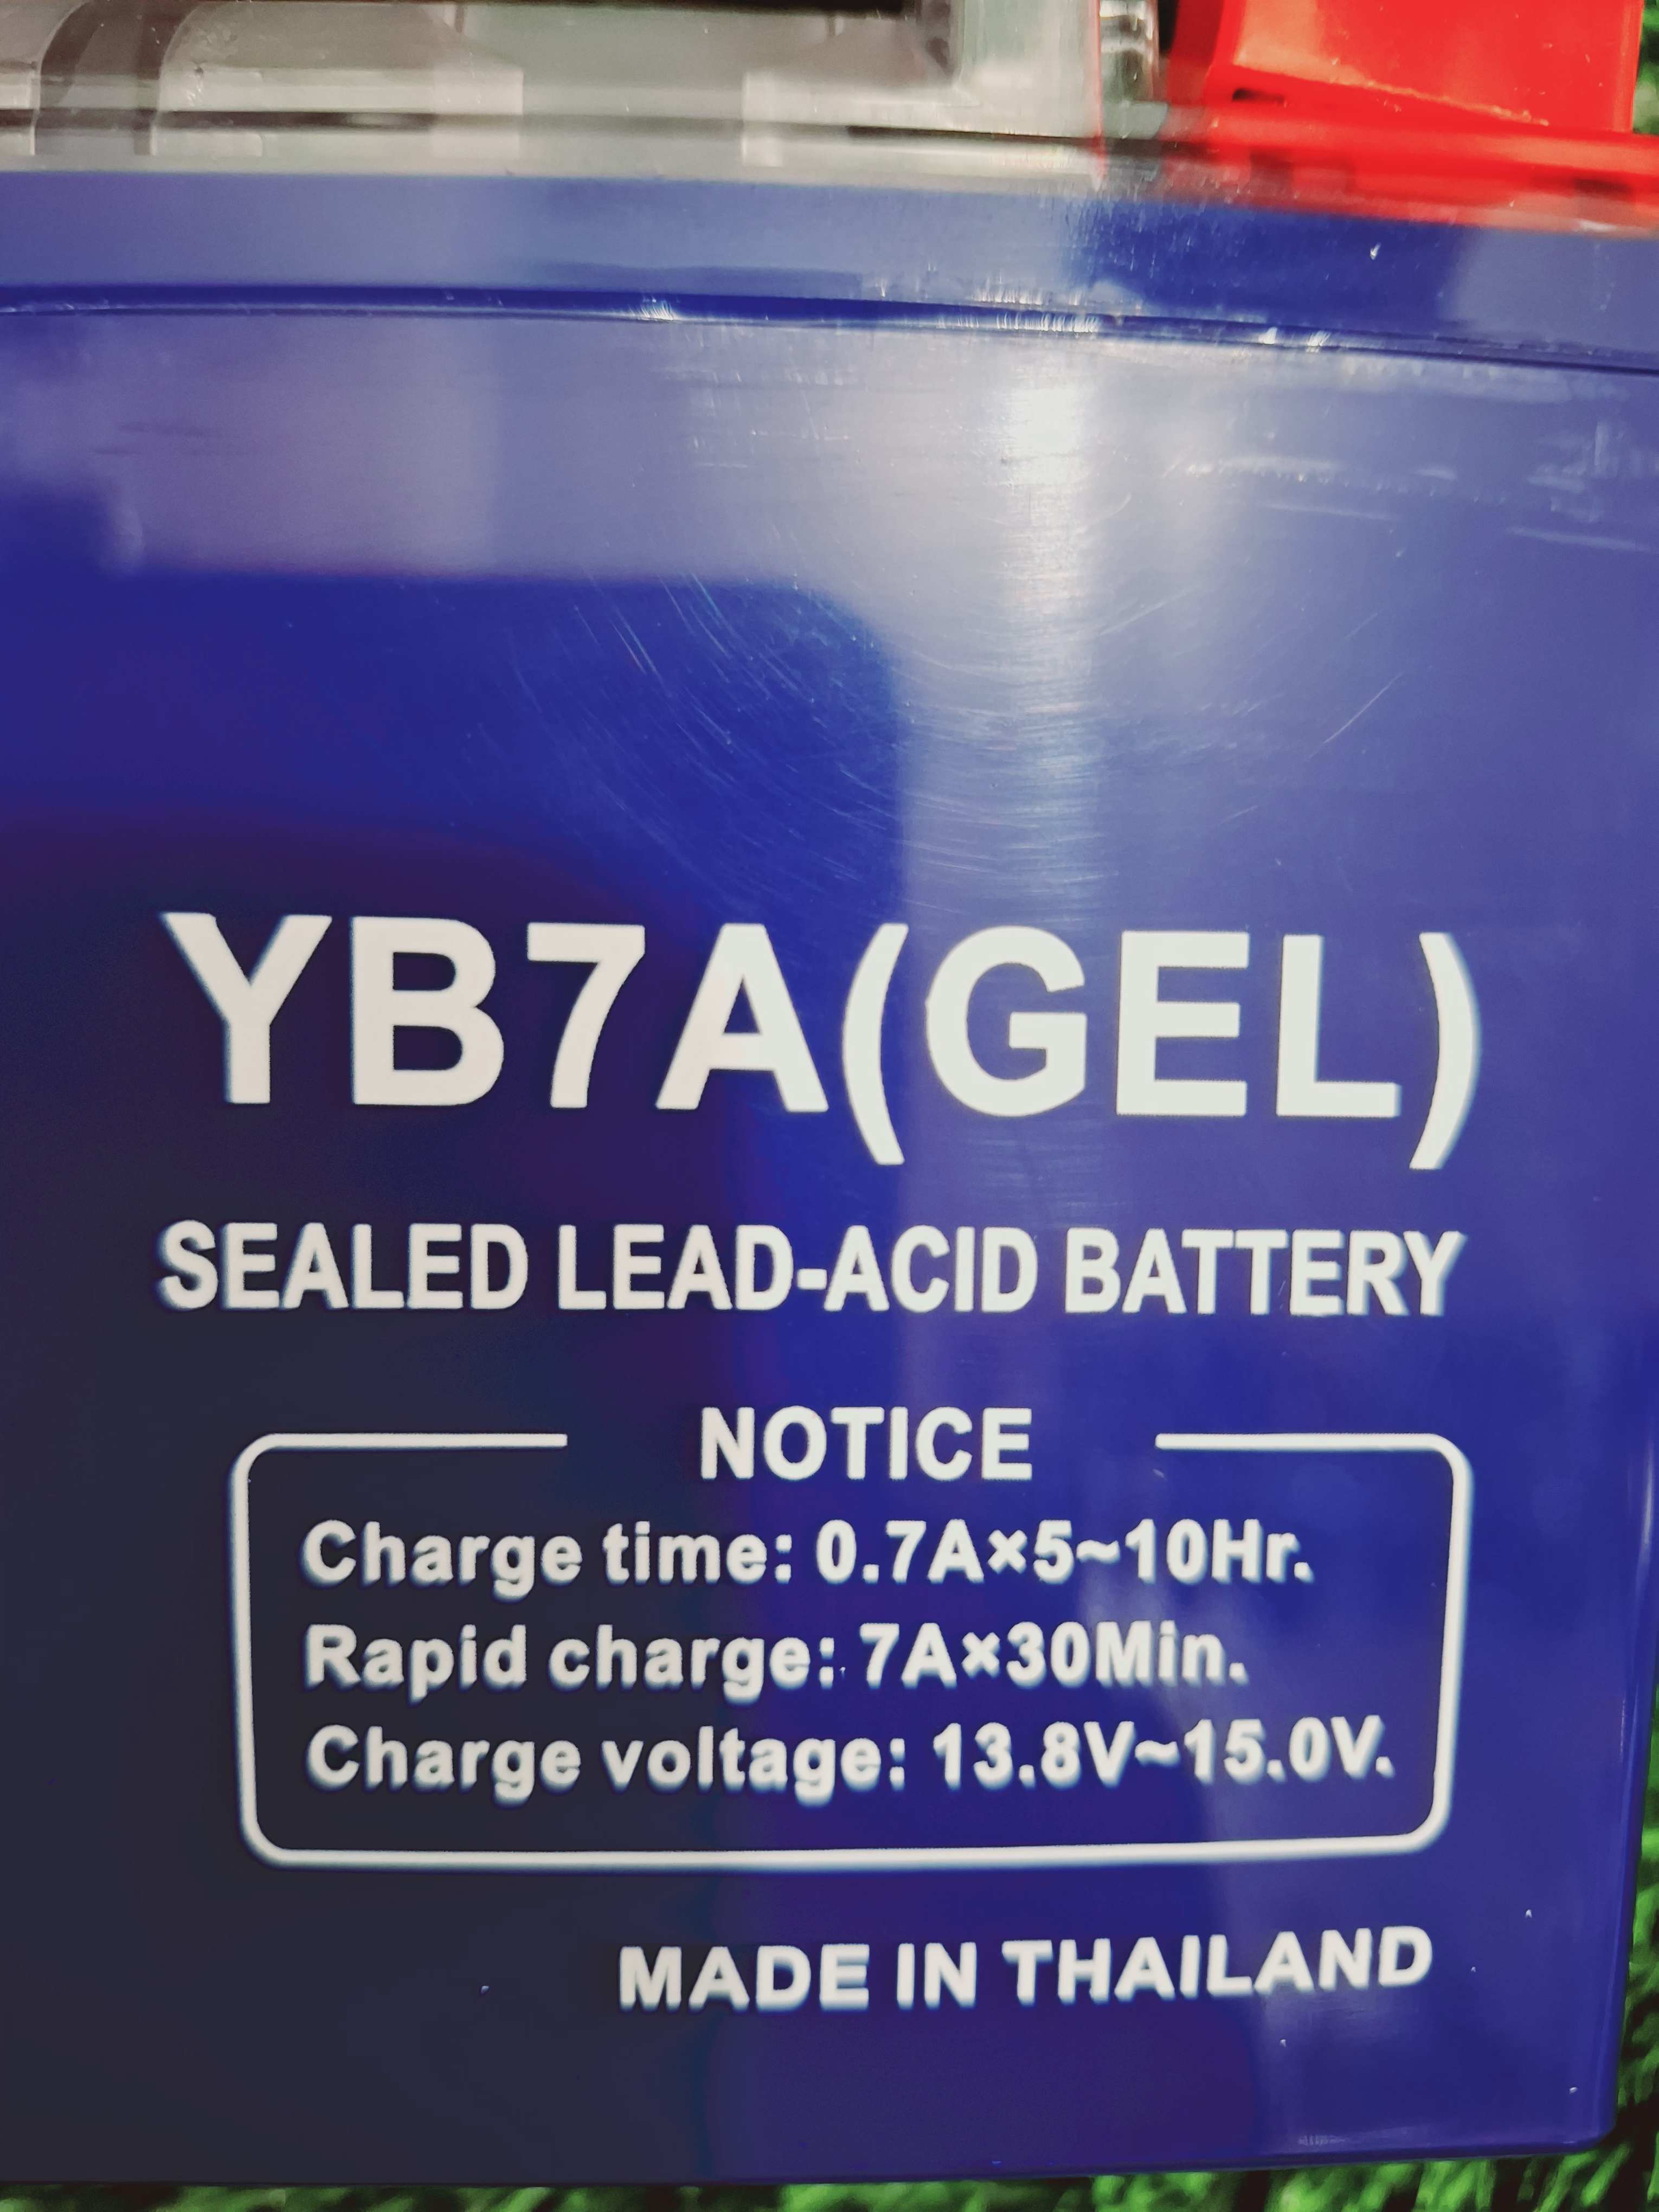 YB7A(GEL)
SEALED LEAD-ACID BATTERY
NOTICE
Charge time: 0.7A×5~10Hr.
Rapid charge: 7A×30Min.
Charge voltage: 13.8V~15.0V.
MADE IN THAILAND